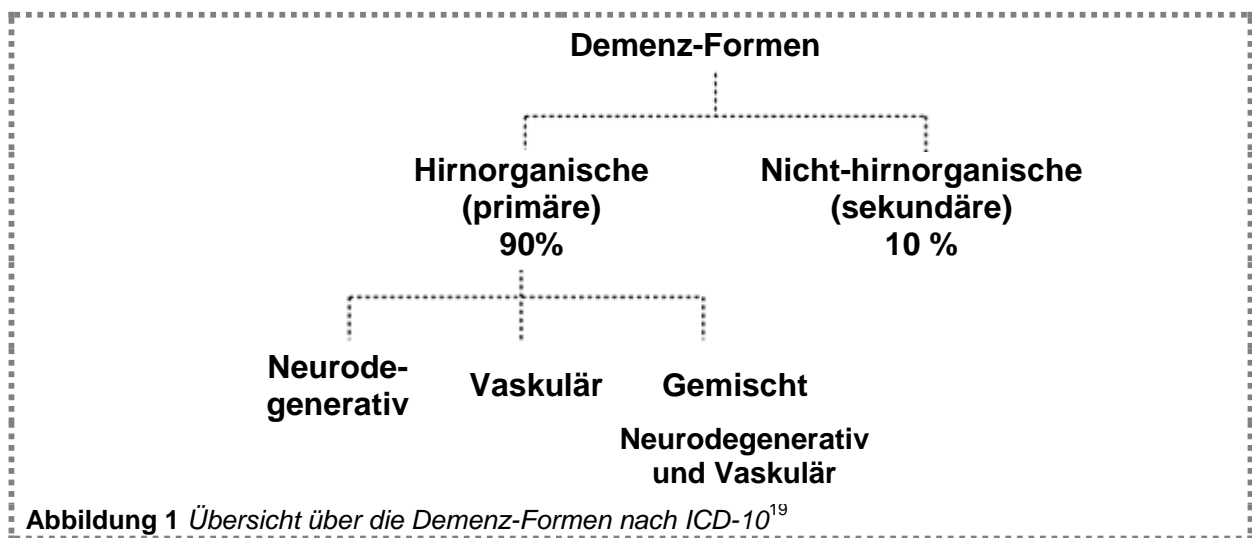 Demenz-Formen
Hirnorganische
(primäre)
90%
Nicht-hirnorganische
(sekundäre)
10 %
Neurode-
generativ
Vaskulär
Gemischt
Neurodegenerativ
und Vaskulär
Abbildung 1 Übersicht über die Demenz-Formen nach ICD-10¹⁹